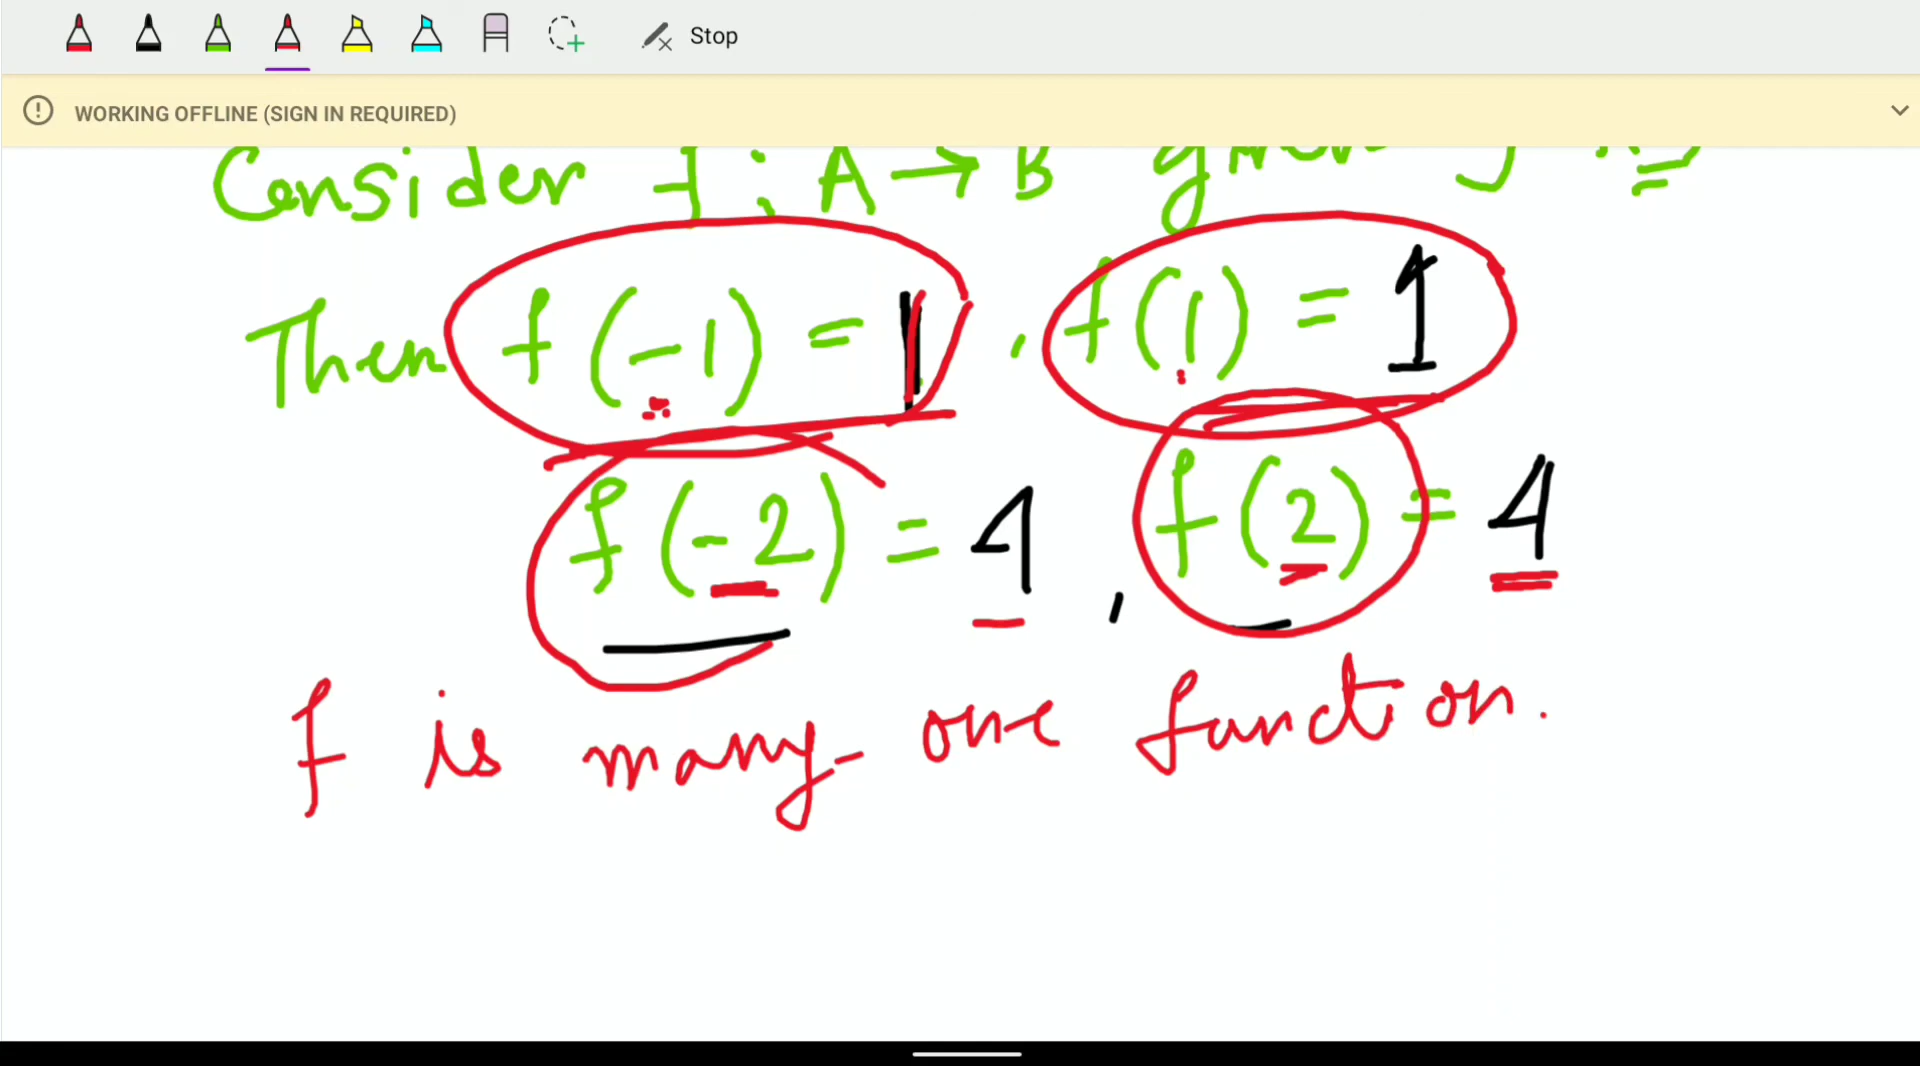 Stop
WORKING OFFLINE (SIGN IN REQUIRED)
Consider f : A → B given
Then f(-1) = 1 , f(1) = 1
f(-2) = 4 , f(2) = 4
f is many-one function.